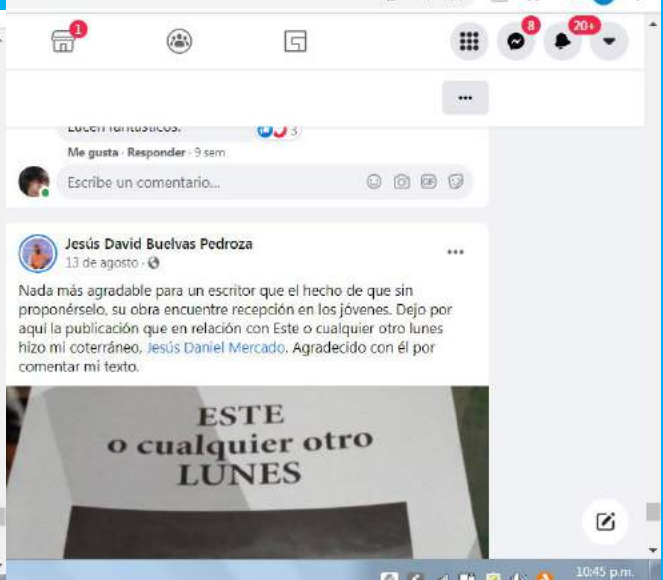 1
8
20+
Lucen fantásticos.
3
Me gusta · Responder · 9 sem
Escribe un comentario...
GIF
Jesús David Buelvas Pedroza
13 de agosto ·
Nada más agradable para un escritor que el hecho de que sin
proponérselo, su obra encuentre recepción en los jóvenes. Dejo por
aquí la publicación que en relación con Este o cualquier otro lunes
hizo mi coterráneo, Jesús Daniel Mercado. Agradecido con él por
comentar mi texto.
ESTE
o cualquier otro
LUNES
10:45 p.m.